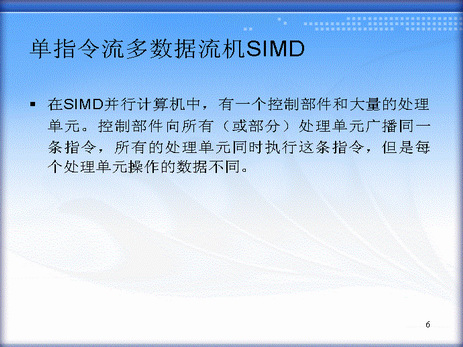 单指令流多数据流机SIMD
▪ 在SIMD并行计算机中，有一个控制部件和大量的处理
单元。控制部件向所有（或部分）处理单元广播同一
条指令，所有的处理单元同时执行这条指令，但是每
个处理单元操作的数据不同。
6